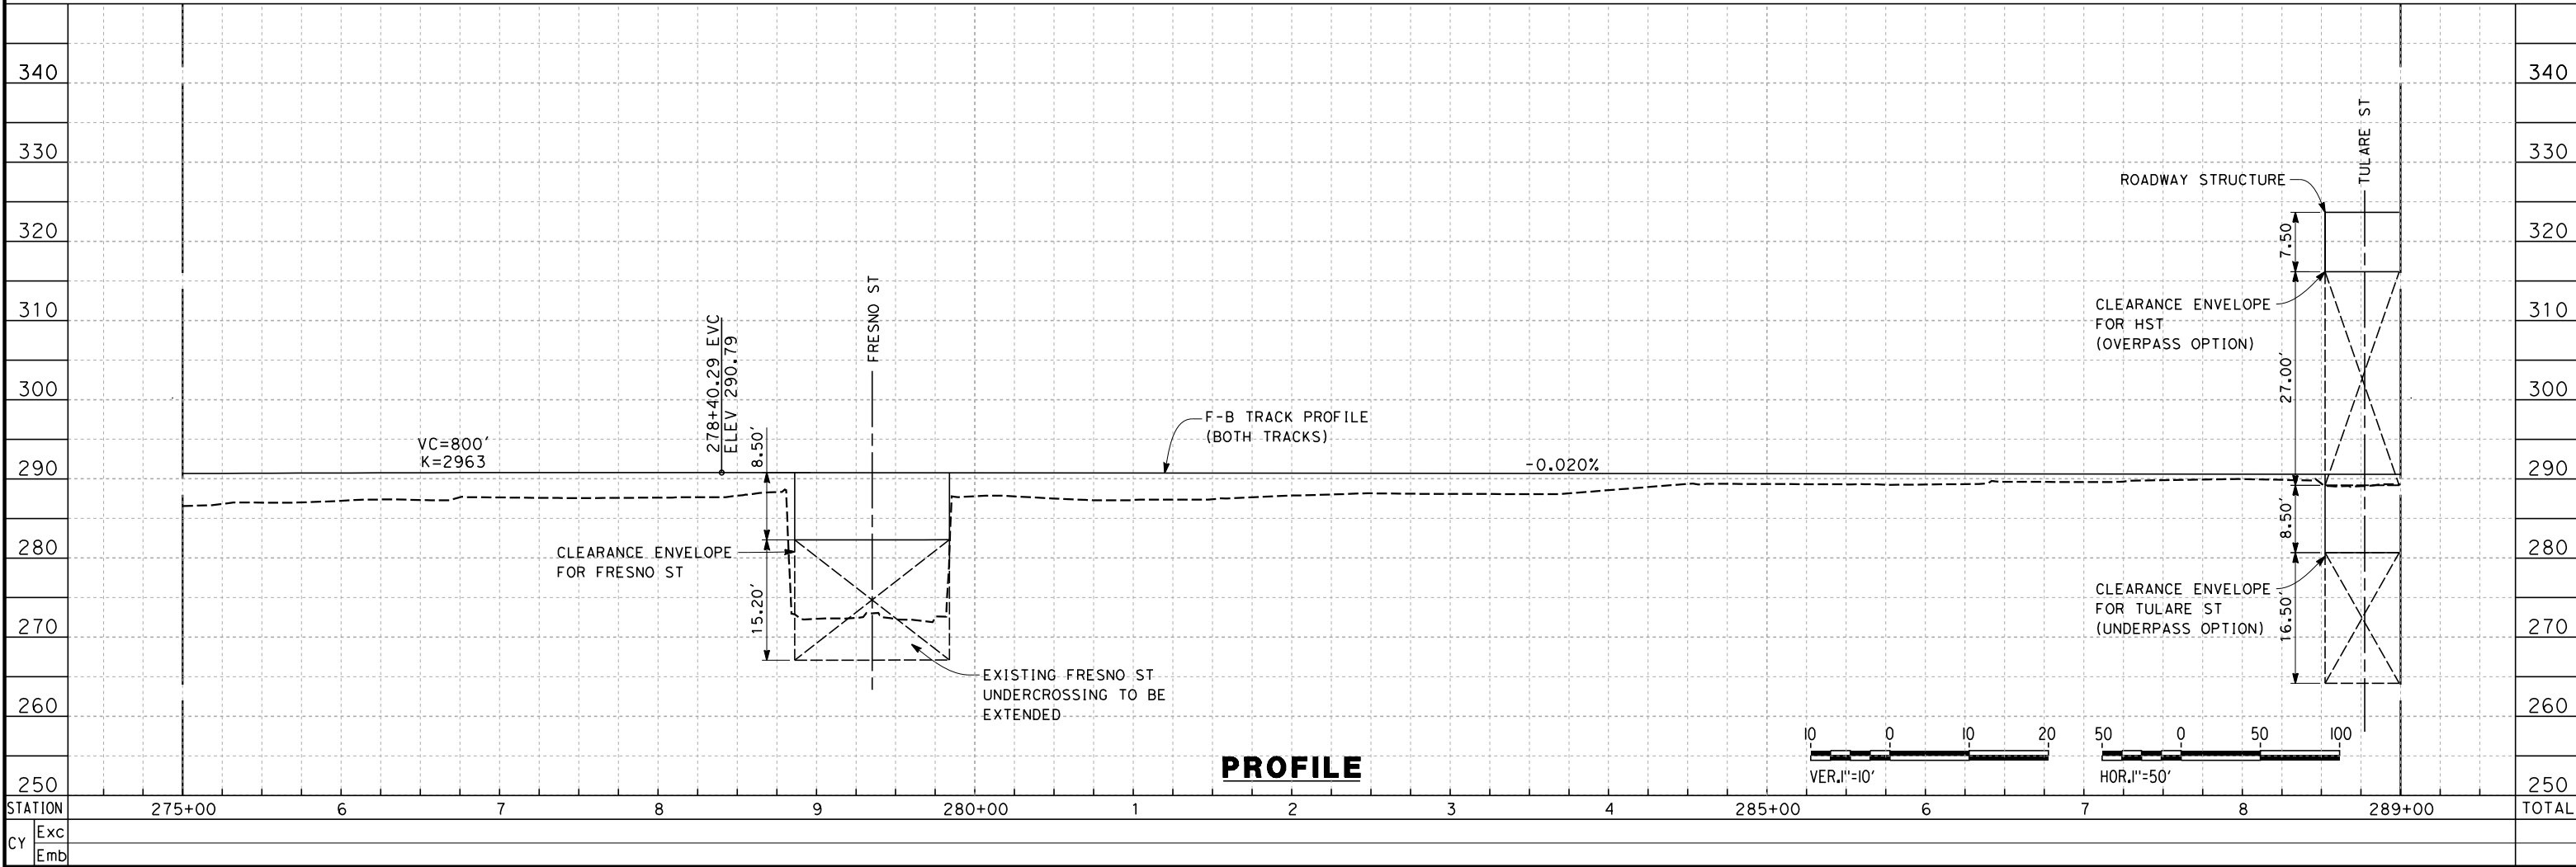 340
330
320
310
300
290
280
270
260
250
VC=800'
K=2963
278+40.29 EVC
ELEV 290.79
8.50'
15.20'
CLEARANCE ENVELOPE
FOR FRESNO ST
FRESNO ST
EXISTING FRESNO ST
UNDERCROSSING TO BE
EXTENDED
F-B TRACK PROFILE
(BOTH TRACKS)
-0.020%
TULARE ST
ROADWAY STRUCTURE
7.50
CLEARANCE ENVELOPE
FOR HST
(OVERPASS OPTION)
27.00'
8.50'
CLEARANCE ENVELOPE
FOR TULARE ST
(UNDERPASS OPTION)
16.50'
340
330
320
310
300
290
280
270
260
250
PROFILE
10 0 10 20
VER.1"=10'
50 0 50 100
HOR.1"=50'
STATION 275+00 6 7 8 9 280+00 1 2 3 4 285+00 6 7 8 289+00 TOTAL
CY Exc
Emb